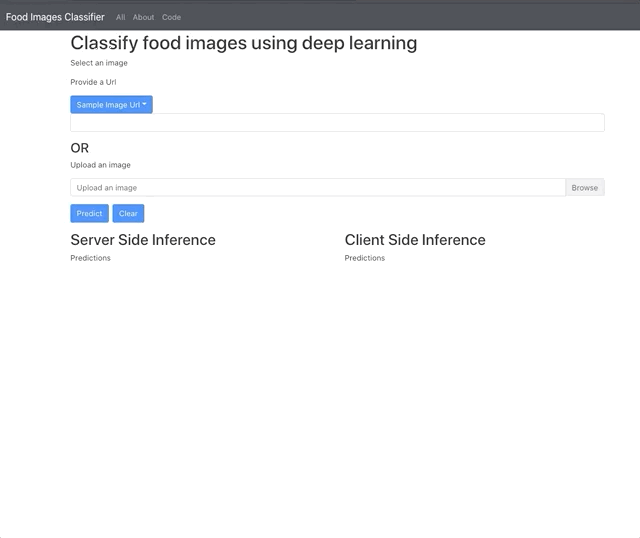 Food Images Classifier All About Code
Classify food images using deep learning
Select an image
Provide a Url
Sample Image Url
OR
Upload an image
Upload an image Browse
Predict Clear
Server Side Inference Client Side Inference
Predictions Predictions